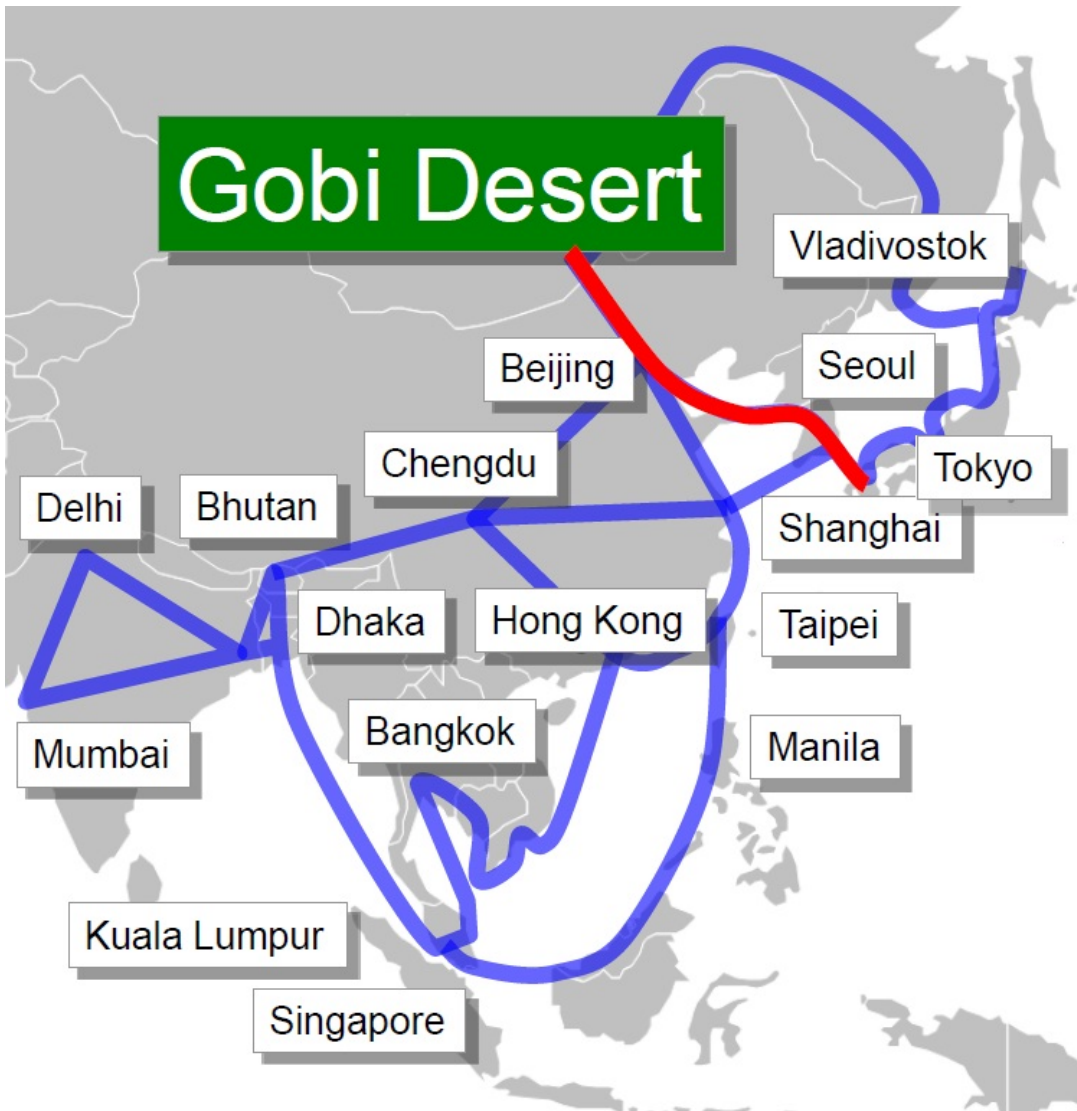 Gobi Desert
Vladivostok
Beijing
Seoul
Chengdu
Tokyo
Delhi
Bhutan
Shanghai
Dhaka
Hong Kong
Taipei
Bangkok
Mumbai
Manila
Kuala Lumpur
Singapore